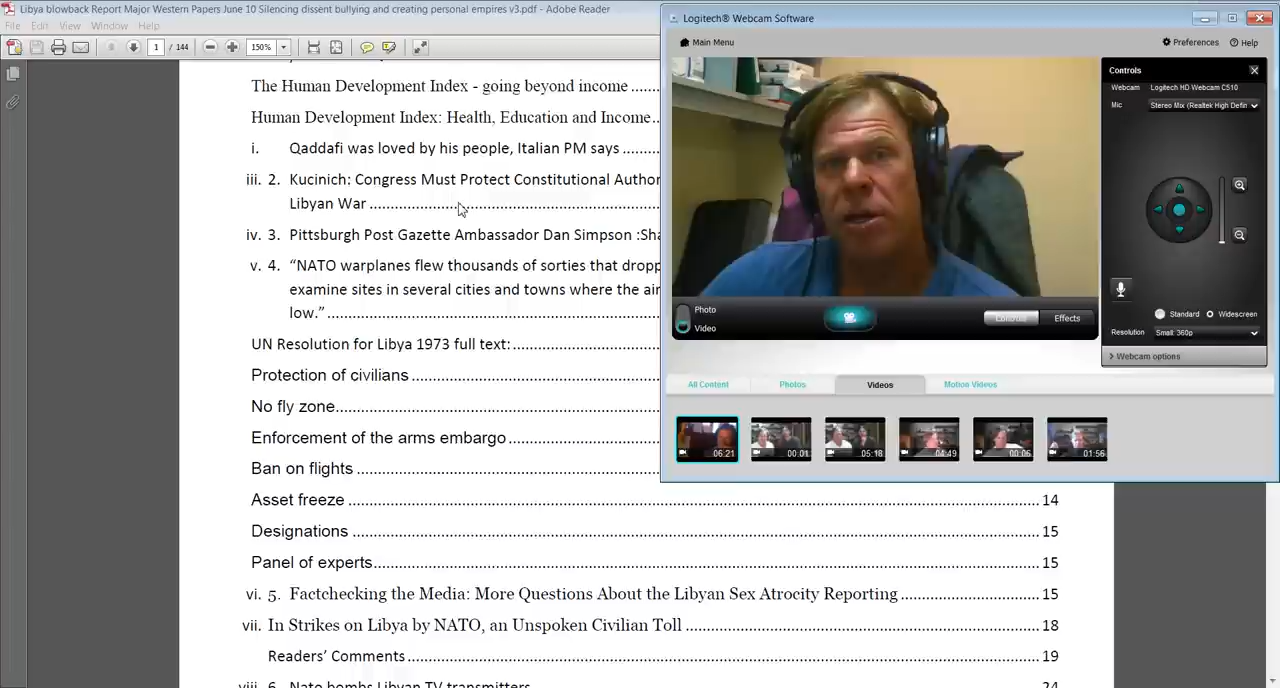 Libya blowback Report Major Western Papers June 10 Silencing dissent bullying and creating personal empires v3.pdf - Adobe Reader
File Edit View Window Help
1 / 144 150%
The Human Development Index - going beyond income
Human Development Index: Health, Education and Income
i. Qaddafi was loved by his people, Italian PM says
iii. 2. Kucinich: Congress Must Protect Constitutional
Libyan War
iv. 3. Pittsburgh Post Gazette Ambassador Dan Simpson
v. 4. “NATO warplanes flew thousands of sorties that
examine sites in several cities and towns where the
low.”
UN Resolution for Libya 1973 full text:
Protection of civilians
No fly zone
Enforcement of the arms embargo
Ban on flights
Asset freeze 14
Designations 15
Panel of experts 15
vi. 5. Factchecking the Media: More Questions About the Libyan Sex Atrocity Reporting 15
vii. In Strikes on Libya by NATO, an Unspoken Civilian Toll 18
Readers’ Comments 19
viii. 6. Nato bombs Libyan TV transmitters 24
Logitech® Webcam Software
Main Menu
Preferences Help
Controls
Webcam Logitech HD Webcam C510
Mic Stereo Mix (Realtek High Defin
Standard Widescreen
Resolution Small: 360p
Webcam options
Photo
Video
Controls Effects
All Content Photos Videos Motion Videos
06:21 00:01 05:18 04:49 00:06 01:56